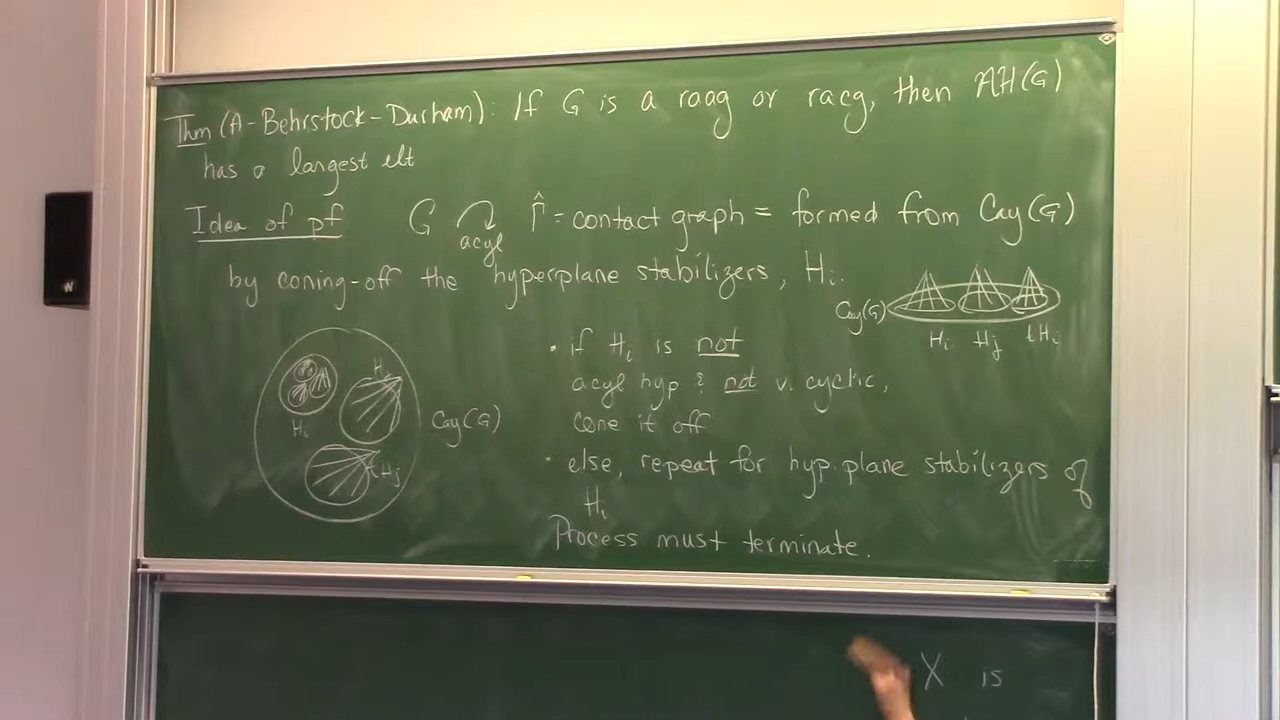 Thm (A-Behrstock-Durham): If G is a raag or racg, then AH(G)
has a largest elt
Idea of pf G acyl Γ̂ = contact graph = formed from Cay(G)
by coning-off the hyperplane stabilizers, Hi.
Cay(G)
Hi Hj tHi
• if Hi is not
acyl hyp & not v. cyclic,
cone it off
• else, repeat for hyp.plane stabilizers of
Hi
Process must terminate.
Hi
Cay(G)
X is